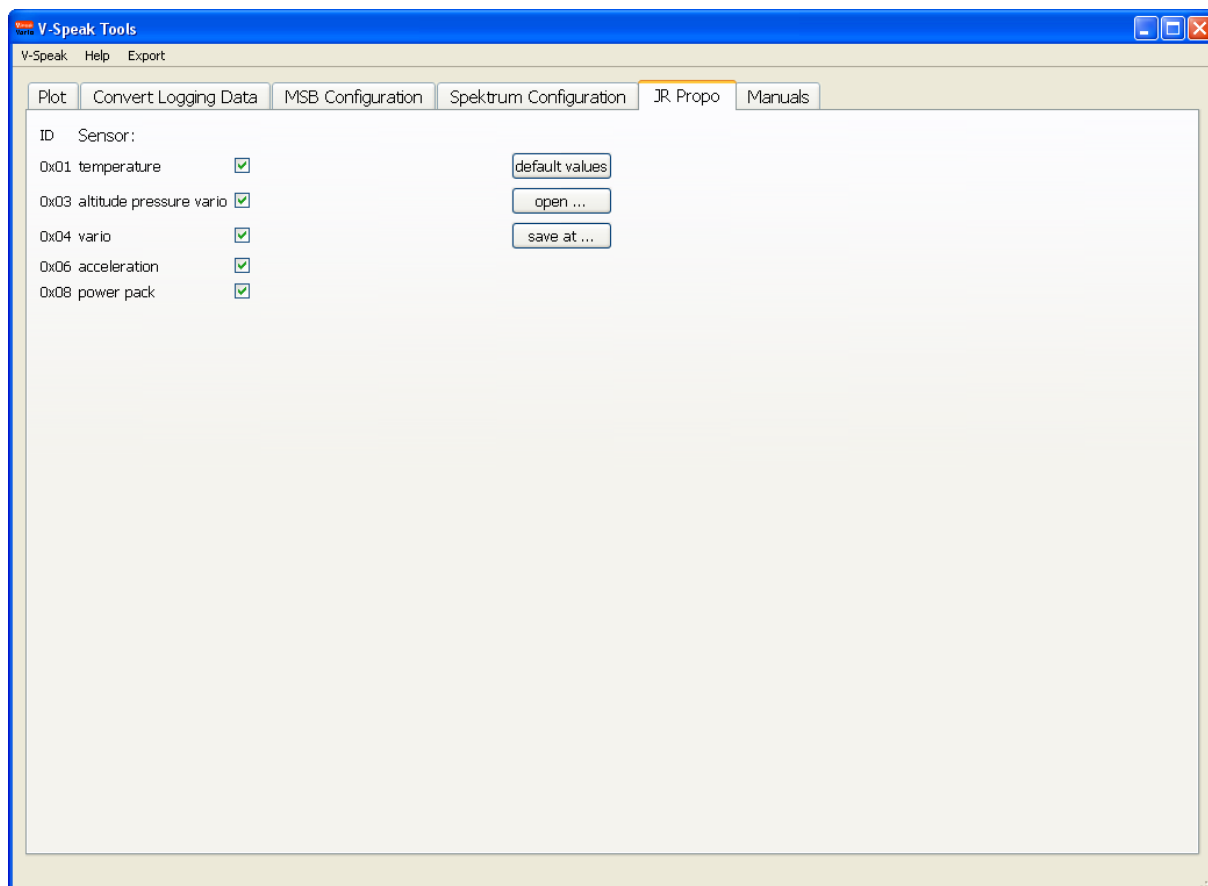 V-Speak Tools
V-Speak Help Export
Plot Convert Logging Data MSB Configuration Spektrum Configuration JR Propo Manuals
ID Sensor:
0x01 temperature default values
0x03 altitude pressure vario open ...
0x04 vario save at ...
0x06 acceleration
0x08 power pack